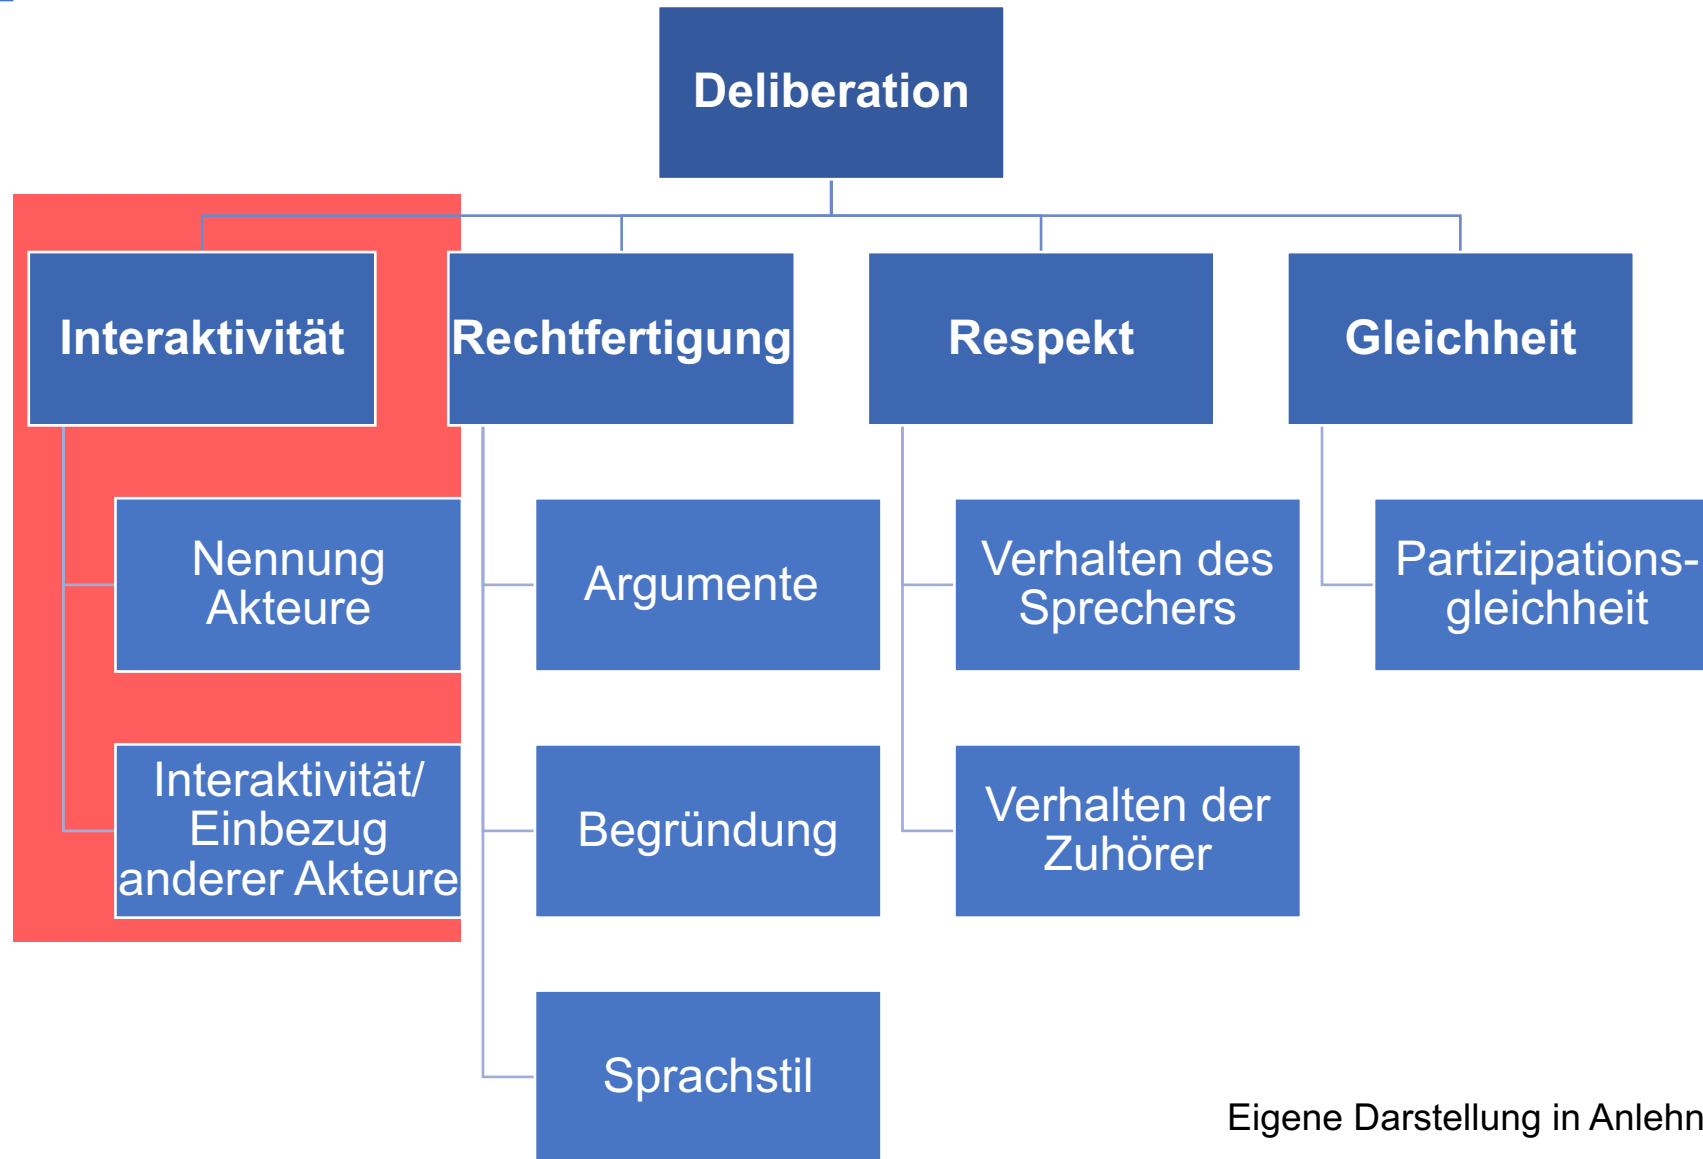 Deliberation
Interaktivität
Rechtfertigung
Respekt
Gleichheit
Nennung
Akteure
Argumente
Verhalten des
Sprechers
Partizipations-
gleichheit
Interaktivität/
Einbezug
anderer Akteure
Begründung
Verhalten der
Zuhörer
Sprachstil
Eigene Darstellung in Anlehn